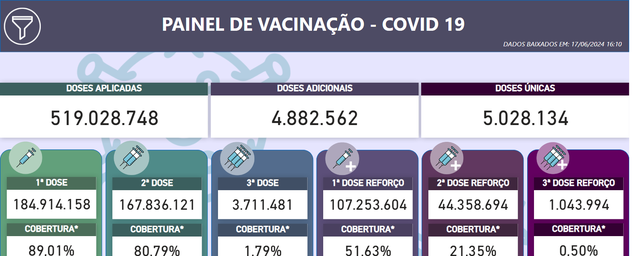 PAINEL DE VACINAÇÃO - COVID 19
DADOS BAIXADOS EM: 17/06/2024 16:10
DOSES APLICADAS DOSES ADICIONAIS DOSES ÚNICAS
519.028.748 4.882.562 5.028.134
1ª DOSE 2ª DOSE 3ª DOSE 1ª DOSE REFORÇO 2ª DOSE REFORÇO 3ª DOSE REFORÇO
184.914.158 167.836.121 3.711.481 107.253.604 44.358.694 1.043.994
COBERTURA* COBERTURA* COBERTURA* COBERTURA* COBERTURA* COBERTURA*
89,01% 80,79% 1,79% 51,63% 21,35% 0,50%